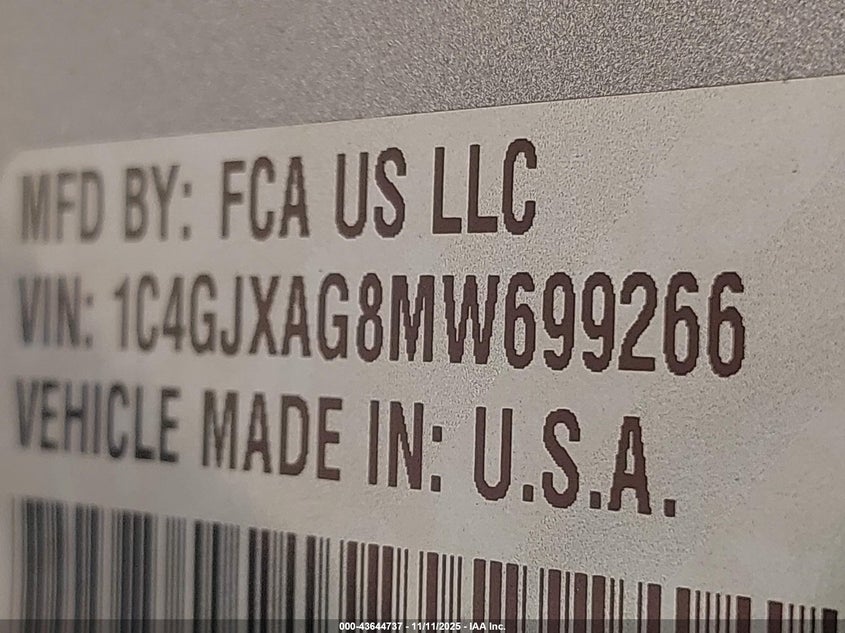 MFD BY: FCA US LLC
VIN: 1C4GJXAG8MW699266
VEHICLE MADE IN: U.S.A.
000-43644737 - 11/11/2025 - IAA Inc.